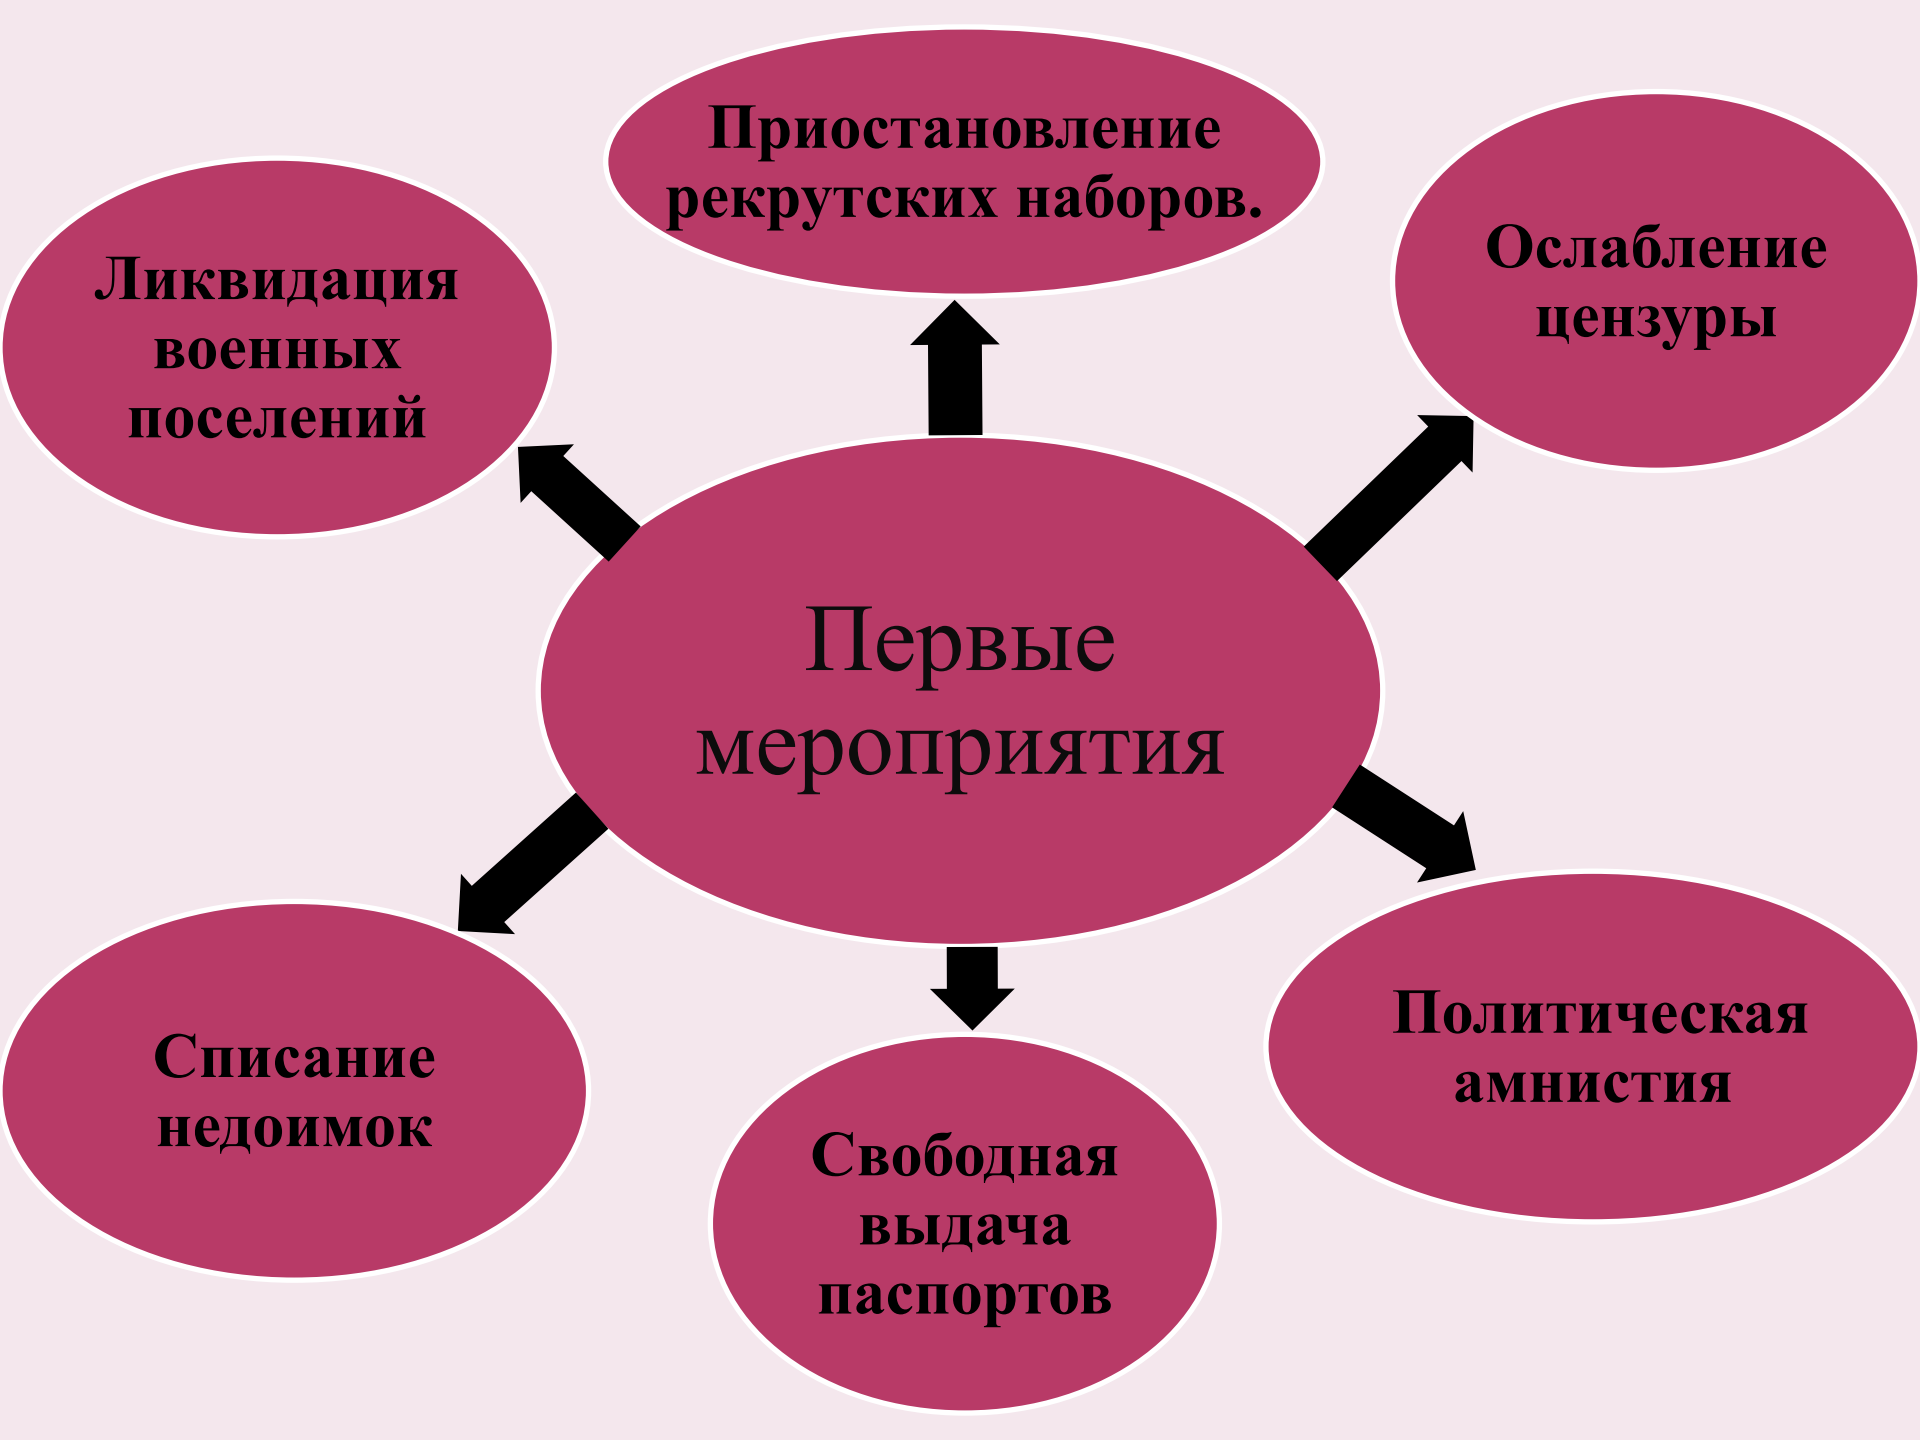 Приостановление
рекрутских наборов.
Ослабление
цензуры
Ликвидация
военных
поселений
Первые
мероприятия
Политическая
амнистия
Списание
недоимок
Свободная
выдача
паспортов